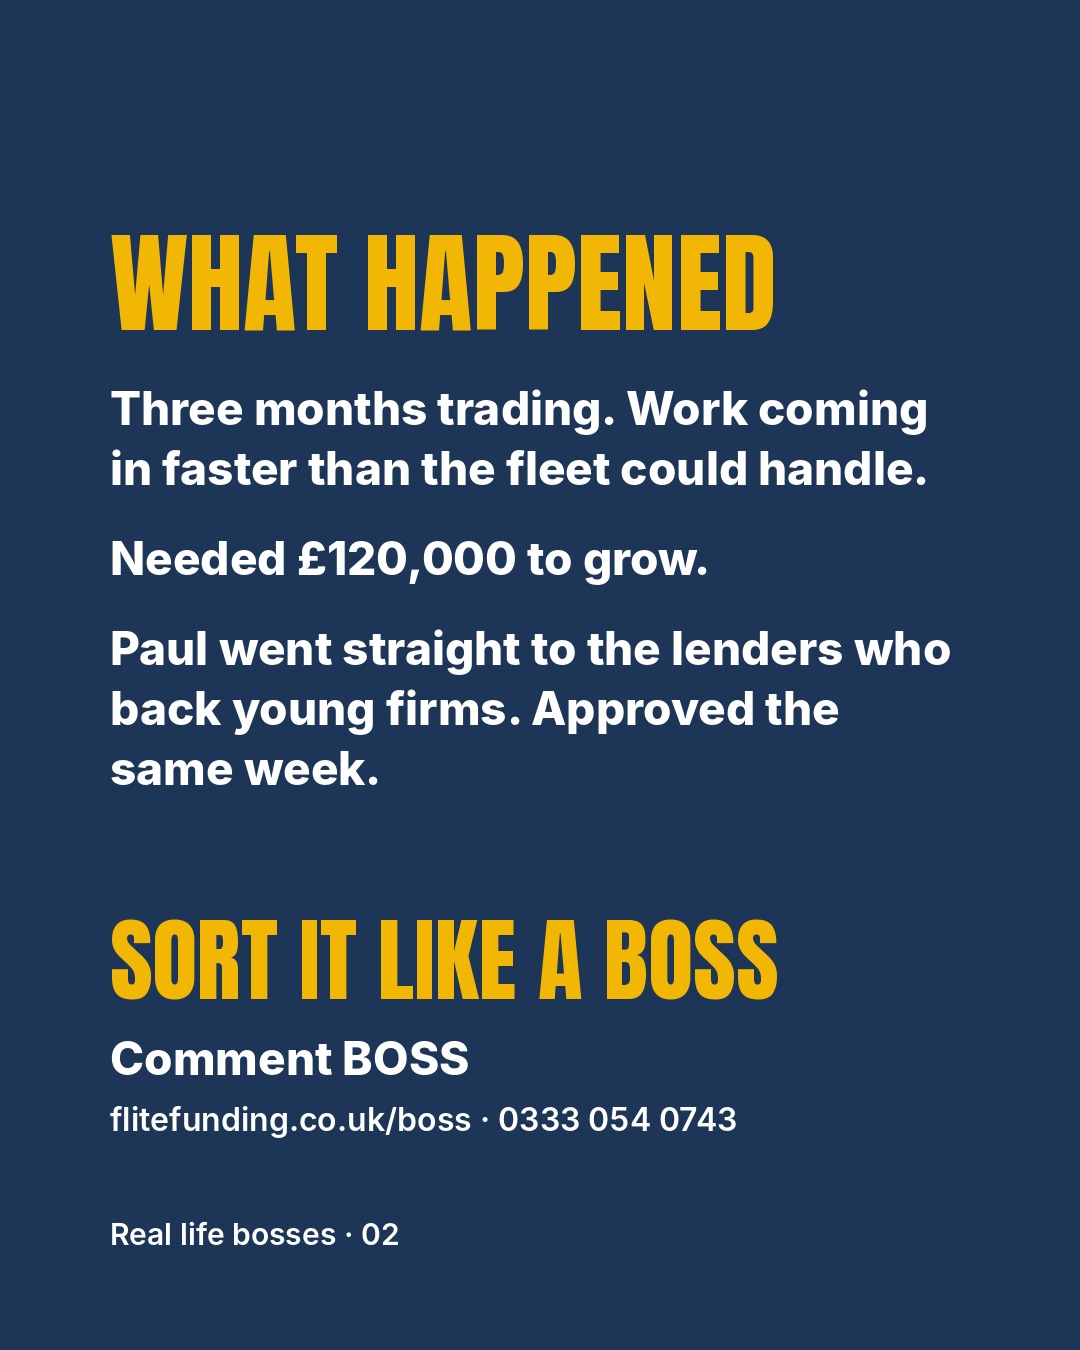 WHAT HAPPENED
Three months trading. Work coming
in faster than the fleet could handle.
Needed £120,000 to grow.
Paul went straight to the lenders who
back young firms. Approved the
same week.
SORT IT LIKE A BOSS
Comment BOSS
flitefunding.co.uk/boss · 0333 054 0743
Real life bosses · 02